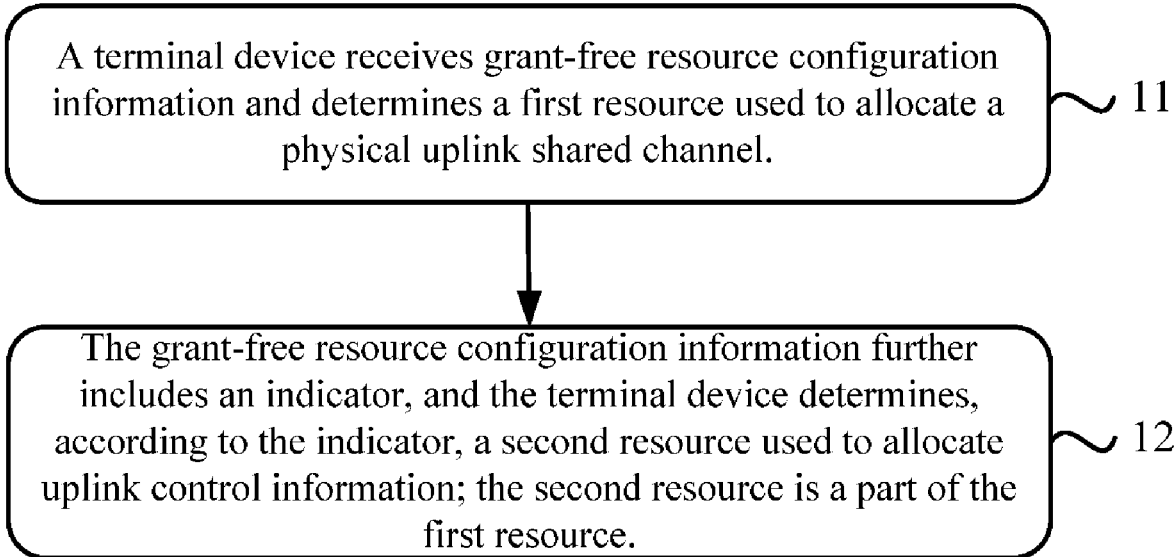 A terminal device receives grant-free resource configuration
information and determines a first resource used to allocate a
physical uplink shared channel.
11
The grant-free resource configuration information further
includes an indicator, and the terminal device determines,
according to the indicator, a second resource used to allocate
uplink control information; the second resource is a part of the
first resource.
12